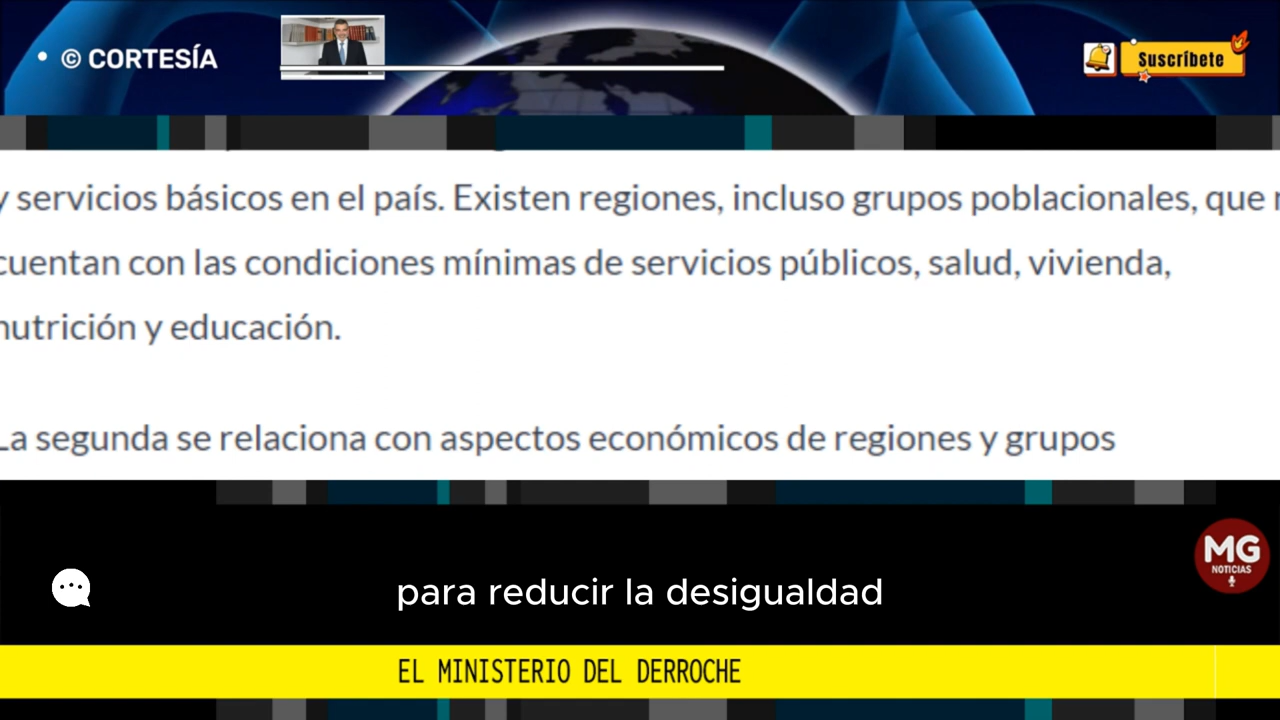 © CORTESÍA
Suscríbete
y servicios básicos en el país. Existen regiones, incluso grupos poblacionales, que
cuentan con las condiciones mínimas de servicios públicos, salud, vivienda,
nutrición y educación.
La segunda se relaciona con aspectos económicos de regiones y grupos
MG
NOTICIAS
para reducir la desigualdad
EL MINISTERIO DEL DERROCHE